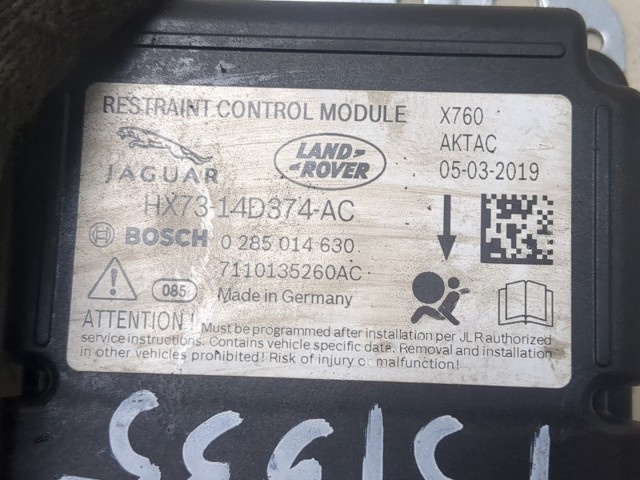 RESTRAINT CONTROL MODULE X760
AKTAC
05-03-2019
JAGUAR
LAND-
ROVER
HX73-14D374-AC
BOSCH 0 285 014 630
7110135260AC
085 Made in Germany
ATTENTION ! Must be programmed after installation per JLR authorized
service instructions. Contains vehicle specific data. Removal and installation
in other vehicles prohibited! Risk of injury or malfunction!